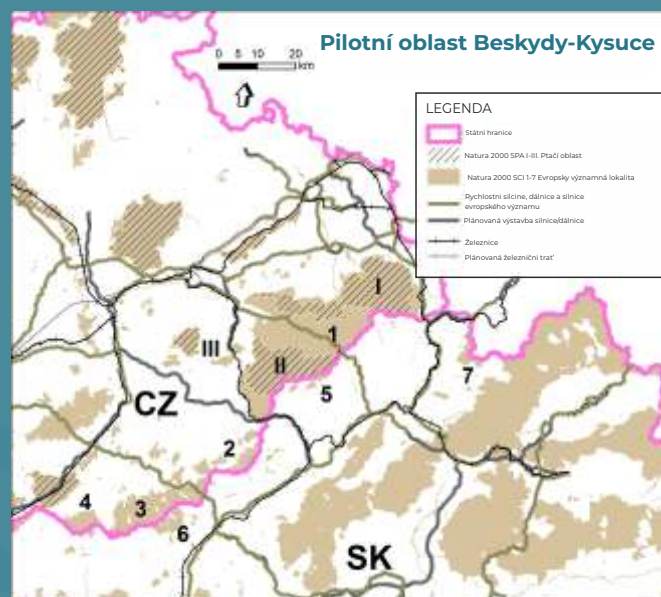 Pilotní oblast Beskydy-Kysuce
0 5 10 20
km
LEGENDA
Státní hranice
Natura 2000 SPA I-III. Ptačí oblast
Natura 2000 SCI 1-7 Evropsky významná lokalita
Rychlostní silcine, dálnice a silnice
evropského významu
Plánovaná výstavba silnice/dálnice
Železnice
Plánovaná železniční trať
I
1
III
II
7
5
CZ
2
4
3
6
SK